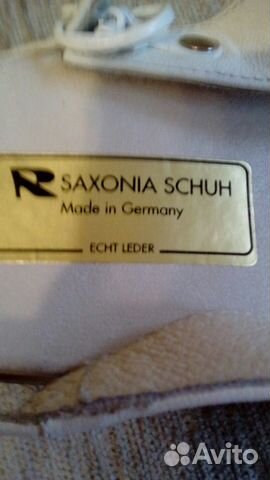 SAXONIA SCHUH
Made in Germany
ECHT LEDER
Avito